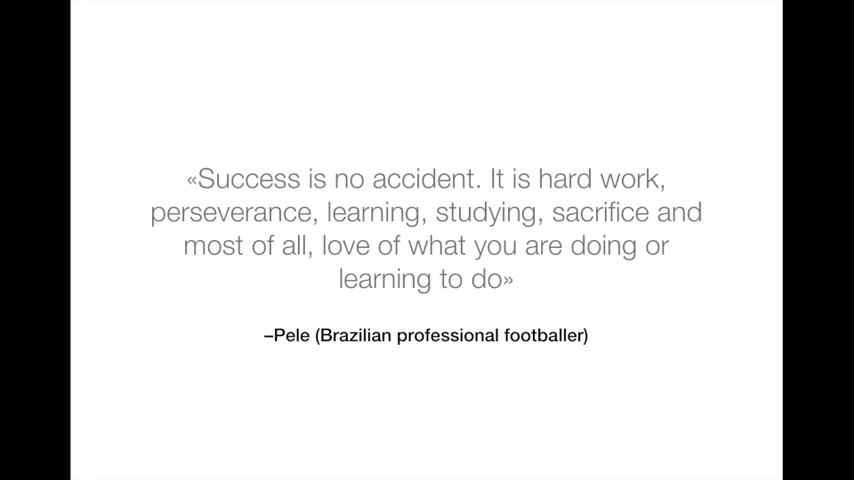 «Success is no accident. It is hard work,
perseverance, learning, studying, sacrifice and
most of all, love of what you are doing or
learning to do»
–Pele (Brazilian professional footballer)